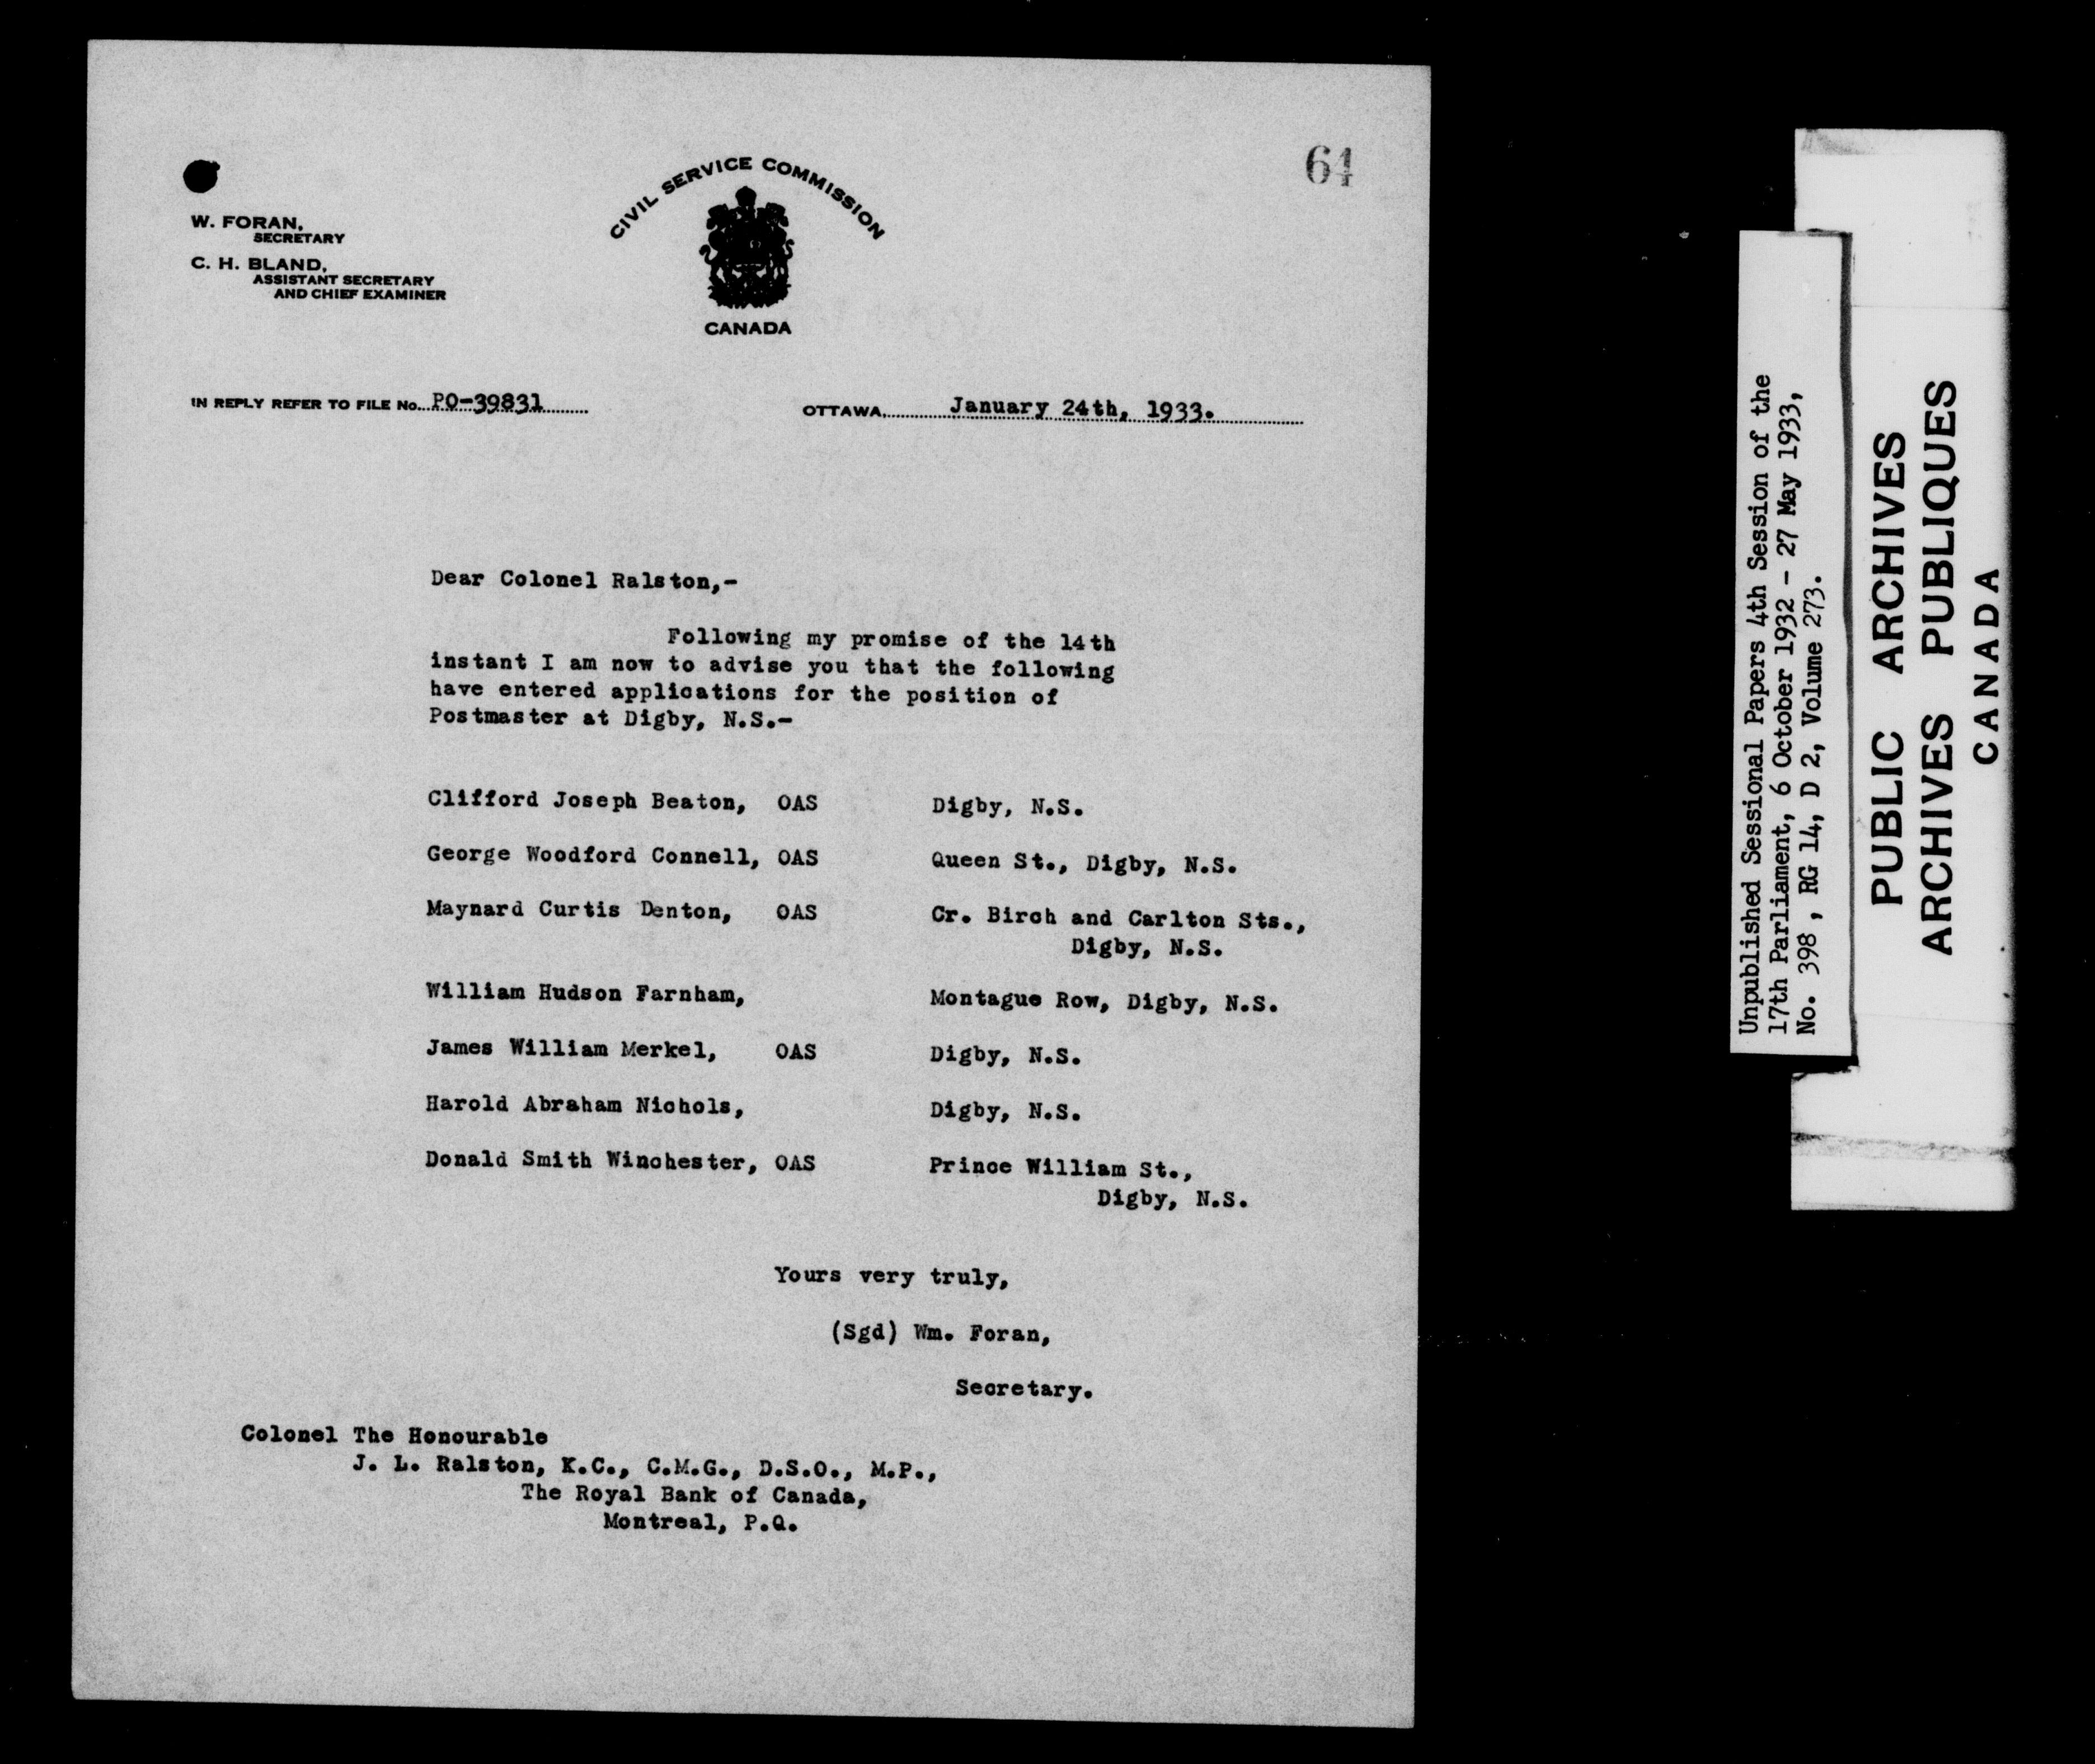 64
CIVIL SERVICE COMMISSION
CANADA
W. FORAN,
SECRETARY
C. H. BLAND,
ASSISTANT SECRETARY
AND CHIEF EXAMINER
IN REPLY REFER TO FILE No. PO-39831
OTTAWA, January 24th, 1933.
Dear Colonel Ralston,-
Following my promise of the 14th
instant I am now to advise you that the following
have entered applications for the position of
Postmaster at Digby, N.S.-
Clifford Joseph Beaton, OAS Digby, N.S.
George Woodford Connell, OAS Queen St., Digby, N.S.
Maynard Curtis Denton, OAS Cr. Birch and Carlton Sts.,
Digby, N.S.
William Hudson Farnham, Montague Row, Digby, N.S.
James William Merkel, OAS Digby, N.S.
Harold Abraham Nichols, Digby, N.S.
Donald Smith Winchester, OAS Prince William St.,
Digby, N.S.
Yours very truly,
(Sgd) Wm. Foran,
Secretary.
Colonel The Honourable
J. L. Ralston, K.C., C.M.G., D.S.O., M.P.,
The Royal Bank of Canada,
Montreal, P.Q.
Unpublished Sessional Papers 4th Session of the
17th Parliament, 6 October 1932 - 27 May 1933,
No. 398 , RG 14, D 2, Volume 273.
PUBLIC ARCHIVES
ARCHIVES PUBLIQUES
CANADA